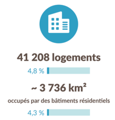 41 208 logements
4,8 %
~ 3 736 km²
occupés par des bâtiments résidentiels
4,3 %